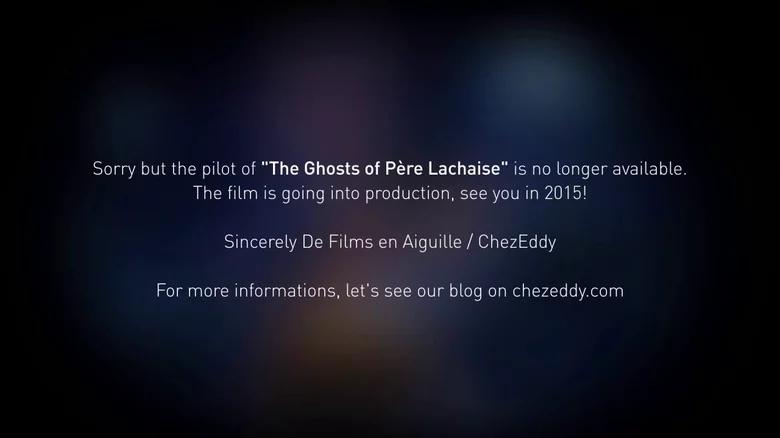 Sorry but the pilot of "The Ghosts of Père Lachaise" is no longer available.
The film is going into production, see you in 2015!
Sincerely De Films en Aiguille / ChezEddy
For more informations, let's see our blog on chezeddy.com